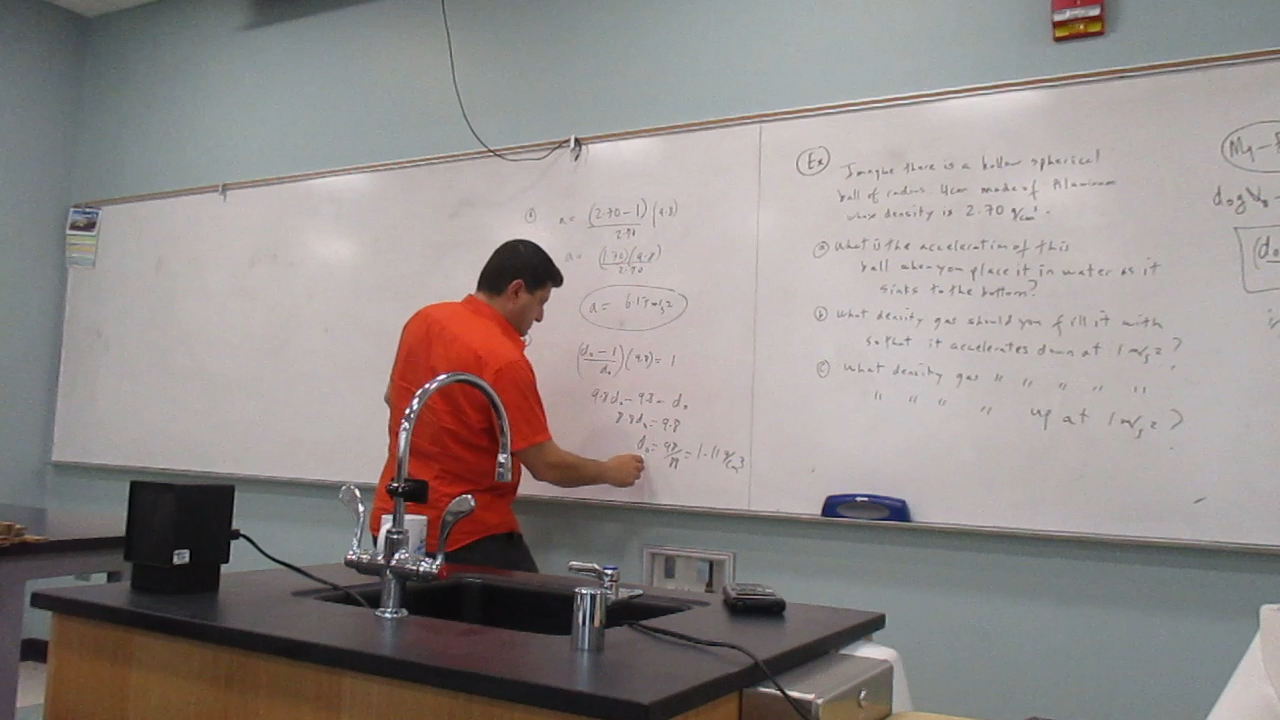 ⓐ a = (2.70 - 1)(9.8) / 2.70
a = (1.70)(9.8) / 2.70
a = 6.17 m/s²
(d₀ - 1 / d₀)(9.8) = 1
9.8d₀ - 9.8 = d₀
8.8d₀ = 9.8
d₀ = 98/88 = 1.11 g/cm³
Ex Imagine there is a hollow spherical
ball of radius 4cm made of Aluminum
whose density is 2.70 g/cm³.
ⓐ What is the acceleration of this
ball when you place it in water as it
sinks to the bottom?
ⓑ What density gas should you fill it with
so that it accelerates down at 1 m/s²?
ⓒ What density gas " " " " "
" " " " up at 1 m/s²?